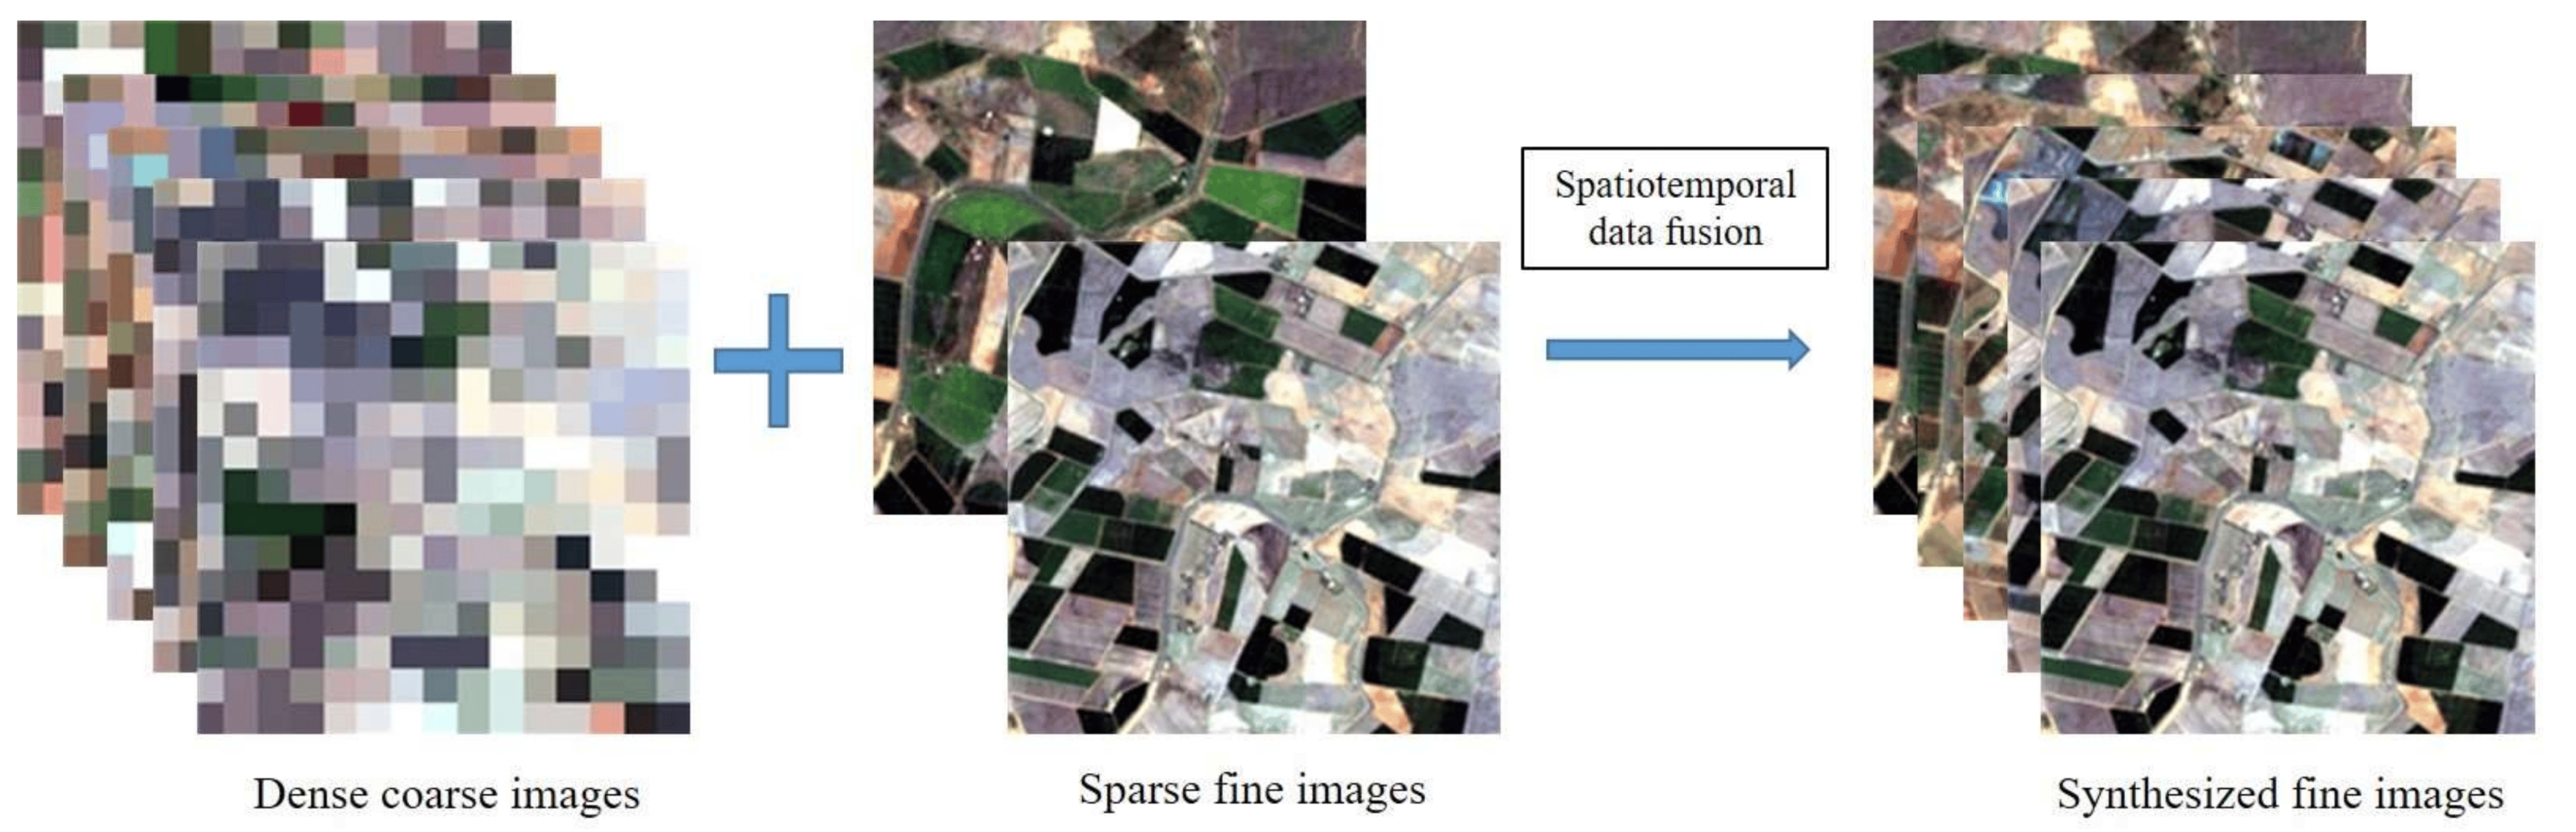 Spatiotemporal
data fusion
Dense coarse images
Sparse fine images
Synthesized fine images